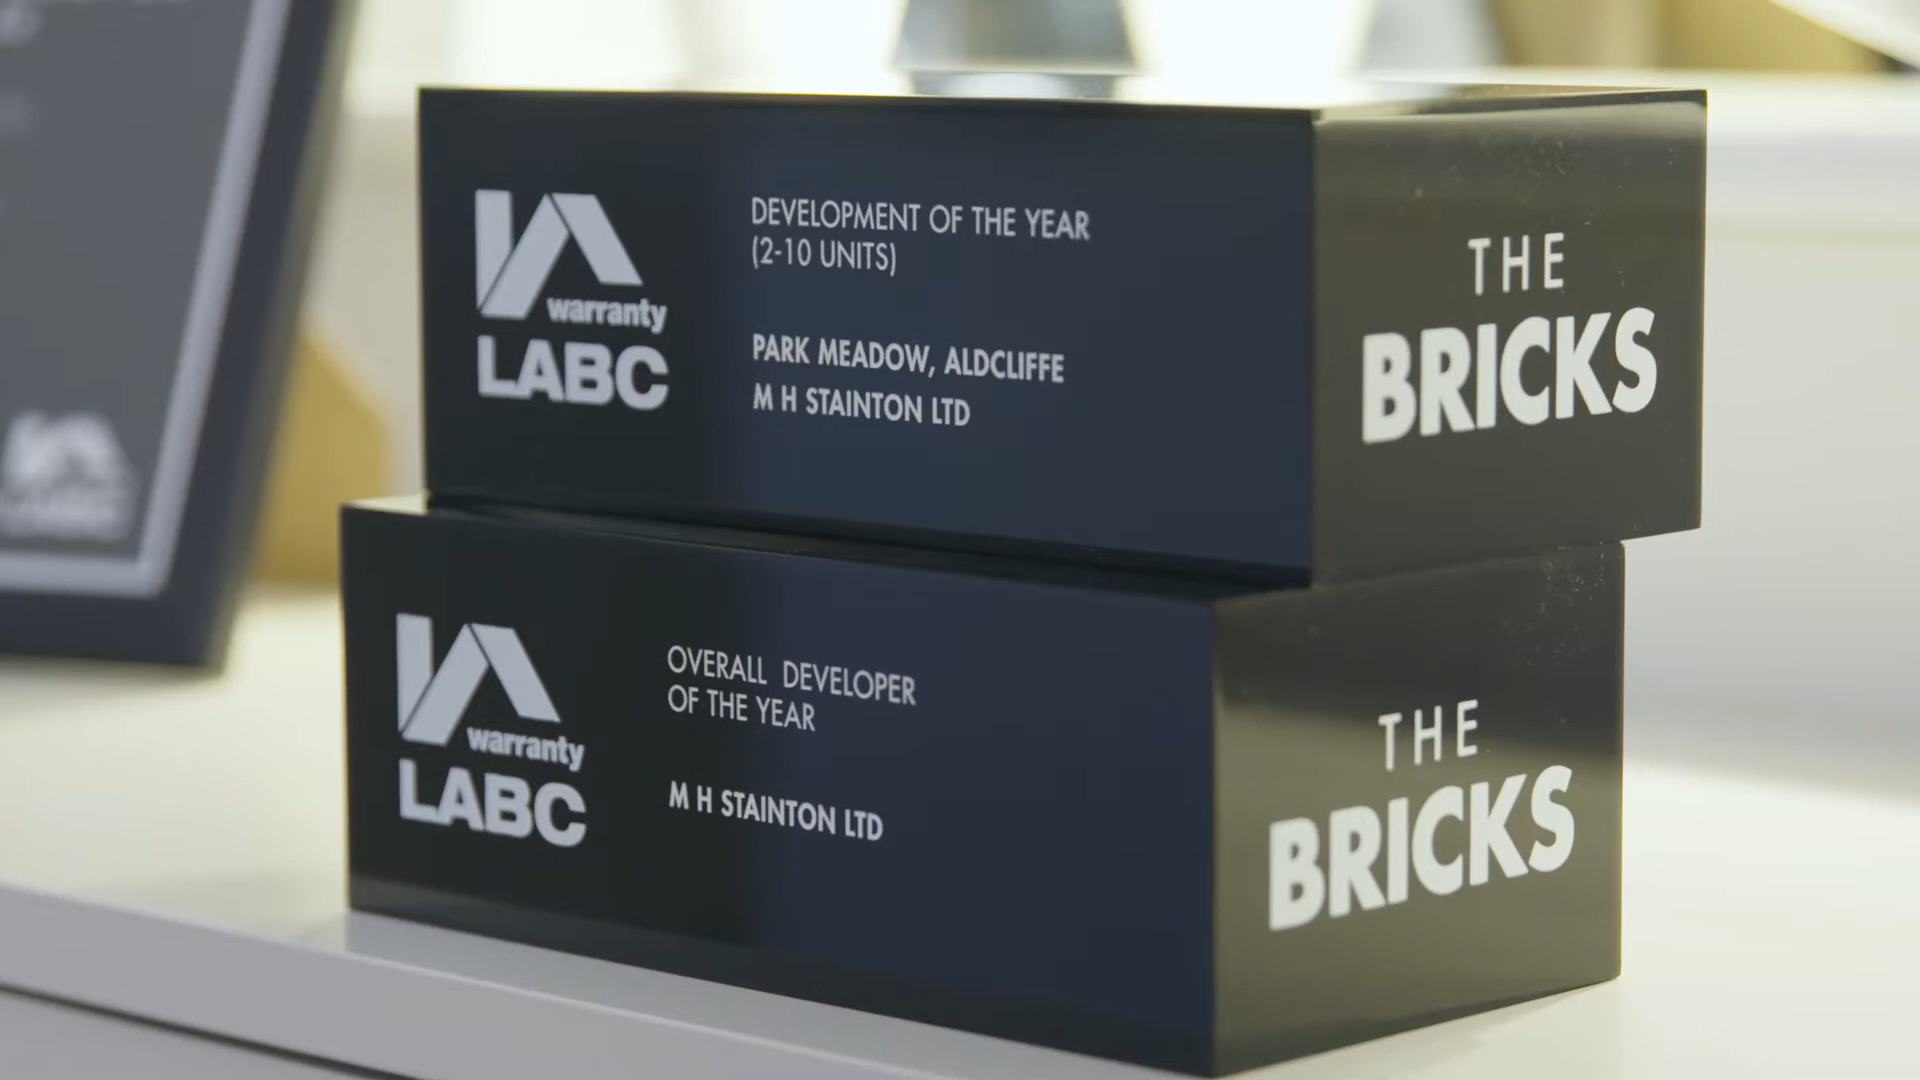 DEVELOPMENT OF THE YEAR
(2-10 UNITS)
warranty
LABC
PARK MEADOW, ALDCLIFFE
M H STAINTON LTD
THE
BRICKS
OVERALL DEVELOPER
OF THE YEAR
warranty
LABC
M H STAINTON LTD
THE
BRICKS
LABC